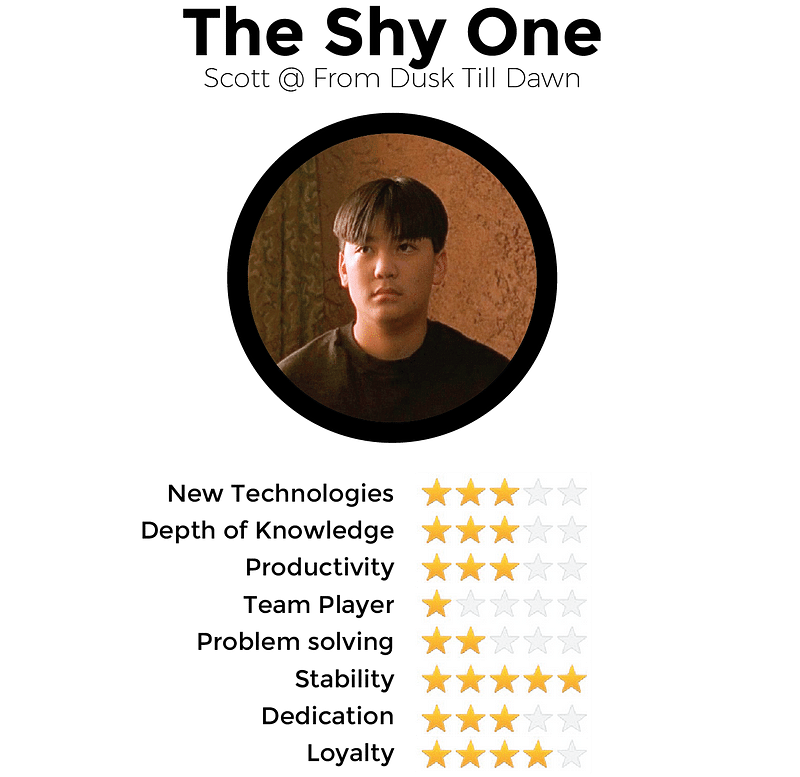 The Shy One
Scott @ From Dusk Till Dawn
New Technologies
Depth of Knowledge
Productivity
Team Player
Problem solving
Stability
Dedication
Loyalty